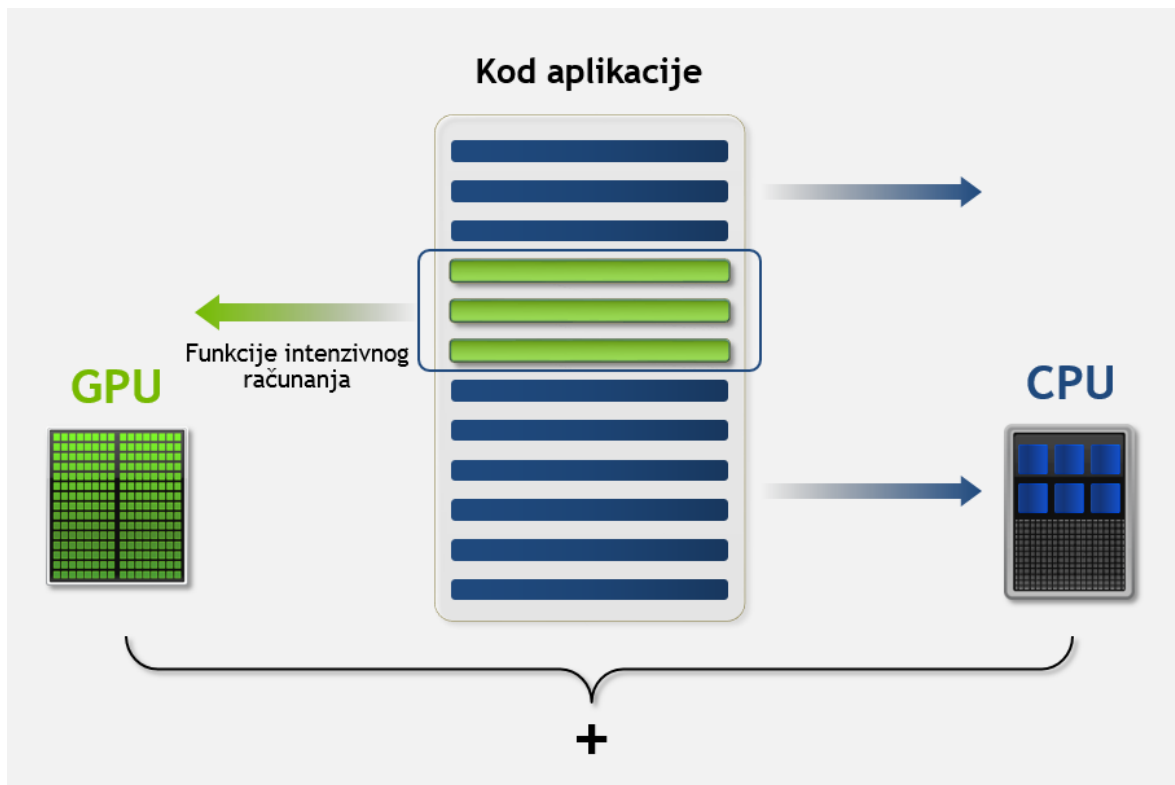 Kod aplikacije
Funkcije intenzivnog
računanja
GPU
CPU
+